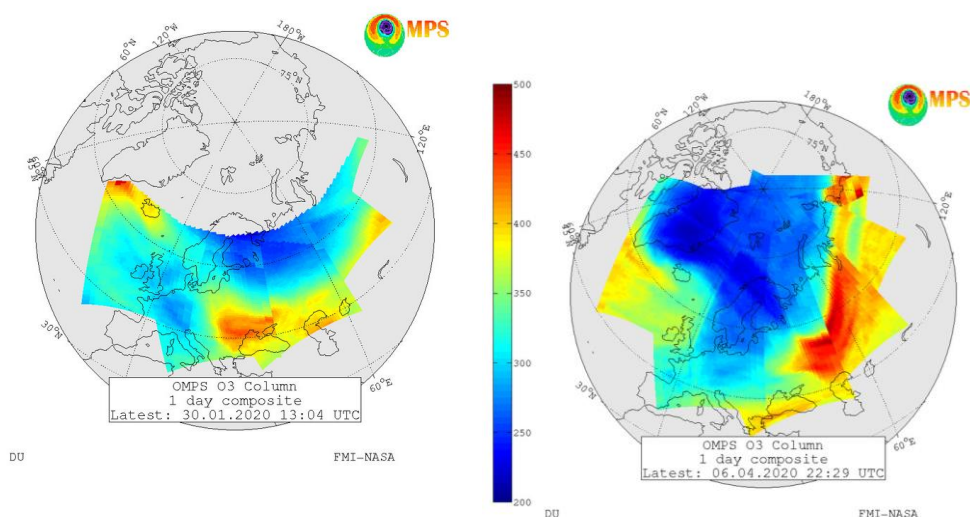 MPS
180°W
120°W
60°W
75°N
120°E
60°W
45°N
30°N
60°E
OMPS O3 Column
1 day composite
Latest: 30.01.2020 13:04 UTC
DU
FMI-NASA
500
450
400
350
300
250
200
MPS
180°W
120°W
60°W
75°N
120°E
30°N
60°E
OMPS O3 Column
1 day composite
Latest: 06.04.2020 22:29 UTC
DU
FMI-NASA